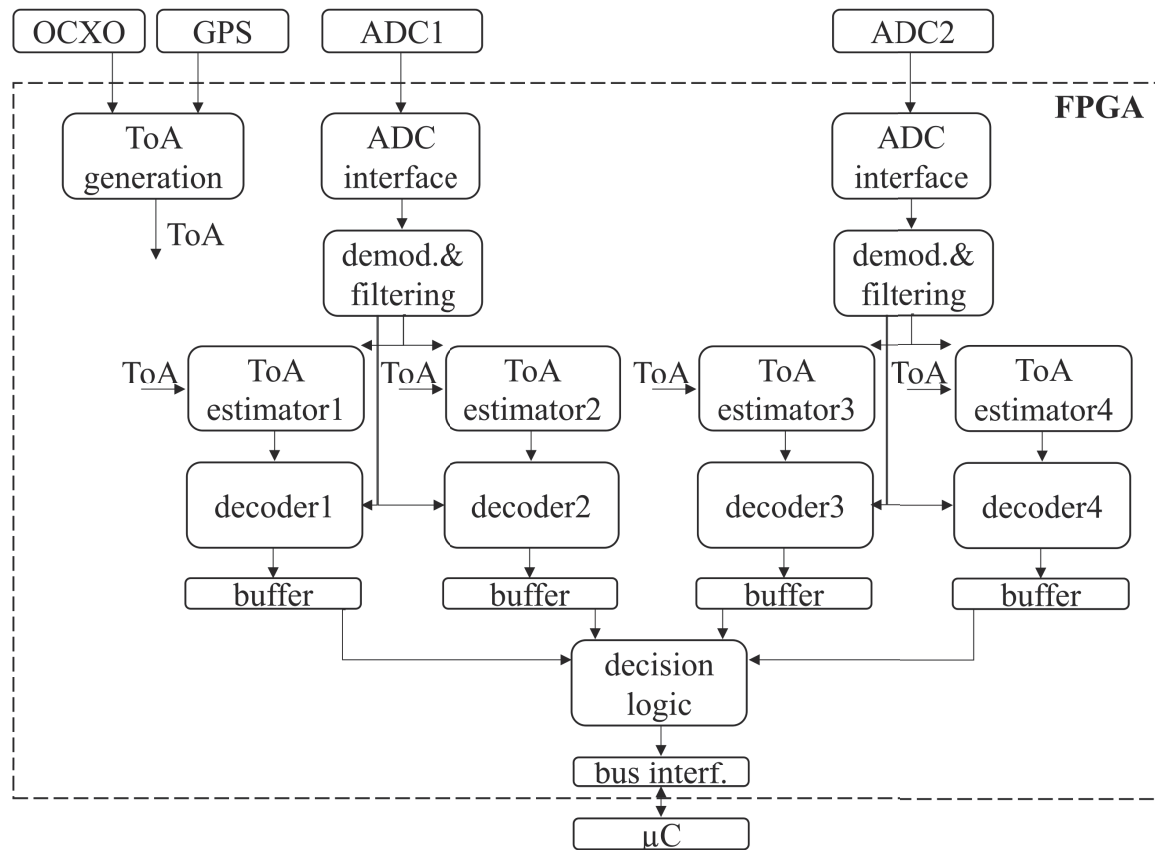 OCXO
GPS
ADC1
ADC2
FPGA
ToA
generation
ADC
interface
ADC
interface
ToA
demod.&
filtering
demod.&
filtering
ToA
ToA
estimator1
ToA
ToA
estimator2
ToA
ToA
estimator3
ToA
ToA
estimator4
decoder1
decoder2
decoder3
decoder4
buffer
buffer
buffer
buffer
decision
logic
bus interf.
µC